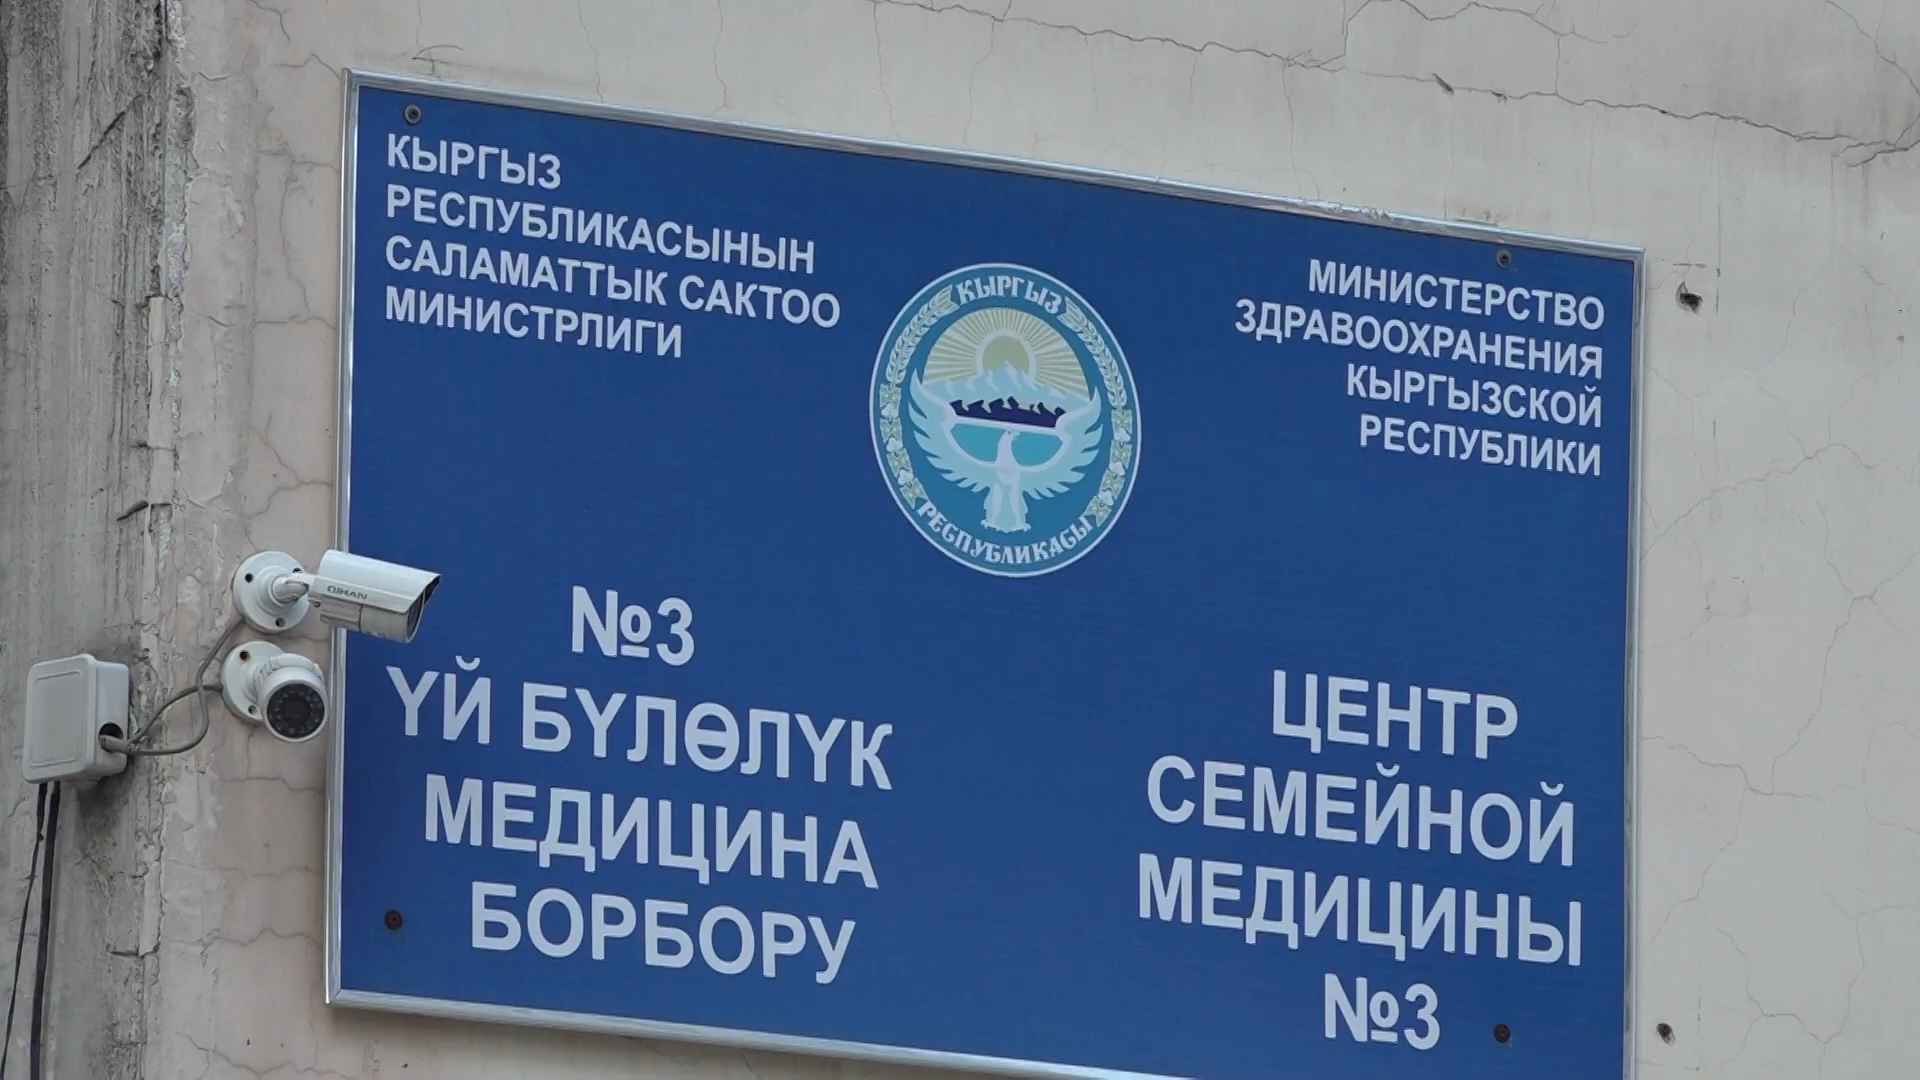 КЫРГЫЗ
РЕСПУБЛИКАСЫНЫН
САЛАМАТТЫК САКТОО
МИНИСТРЛИГИ
КЫРГЫЗ
РЕСПУБЛИКАСЫ
МИНИСТЕРСТВО
ЗДРАВООХРАНЕНИЯ
КЫРГЫЗСКОЙ
РЕСПУБЛИКИ
№3
ҮЙ БҮЛӨЛҮК
МЕДИЦИНА
БОРБОРУ
ЦЕНТР
СЕМЕЙНОЙ
МЕДИЦИНЫ
№3
QIHAN